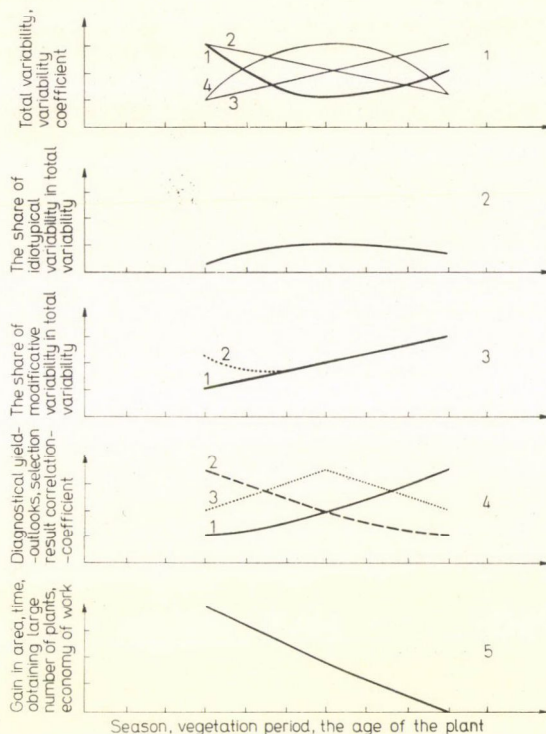 Total variability,
variability
coefficient
1
2
4
3
1
The share of
idiotypical
variability in total
variability
2
The share of
modificative
variability in total
variability
2
1
3
Diagnostical yield-
-outlooks, selection
result correlation-
-coefficient
2
3
1
4
Gain in area, time,
obtaining large
number of plants,
economy of work
5
Season, vegetation period, the age of the plant